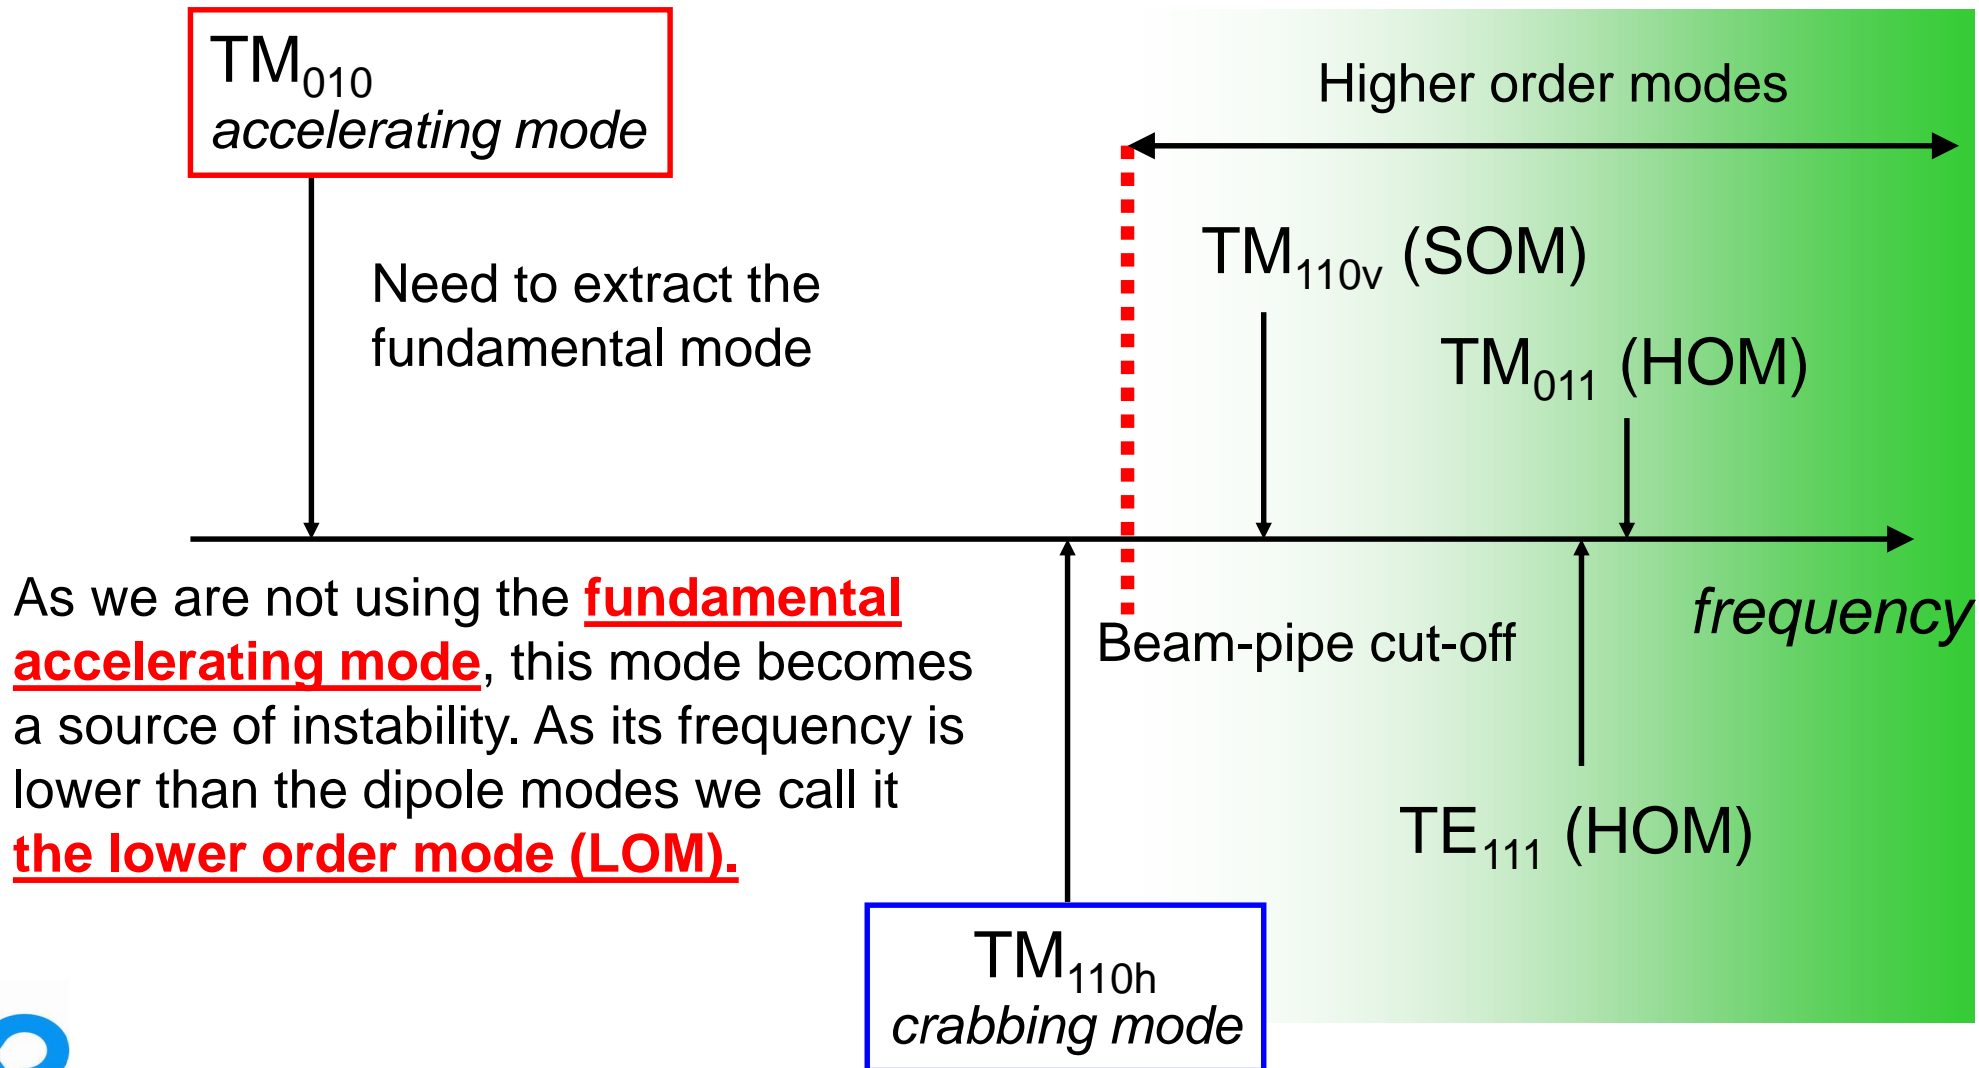 TM₀₁₀
accelerating mode
Higher order modes
TM₁₁₀ᵥ (SOM)
Need to extract the
fundamental mode
TM₀₁₁ (HOM)
As we are not using the fundamental
accelerating mode, this mode becomes
a source of instability. As its frequency is
lower than the dipole modes we call it
the lower order mode (LOM).
frequency
Beam-pipe cut-off
TE₁₁₁ (HOM)
TM₁₁₀ₕ
crabbing mode